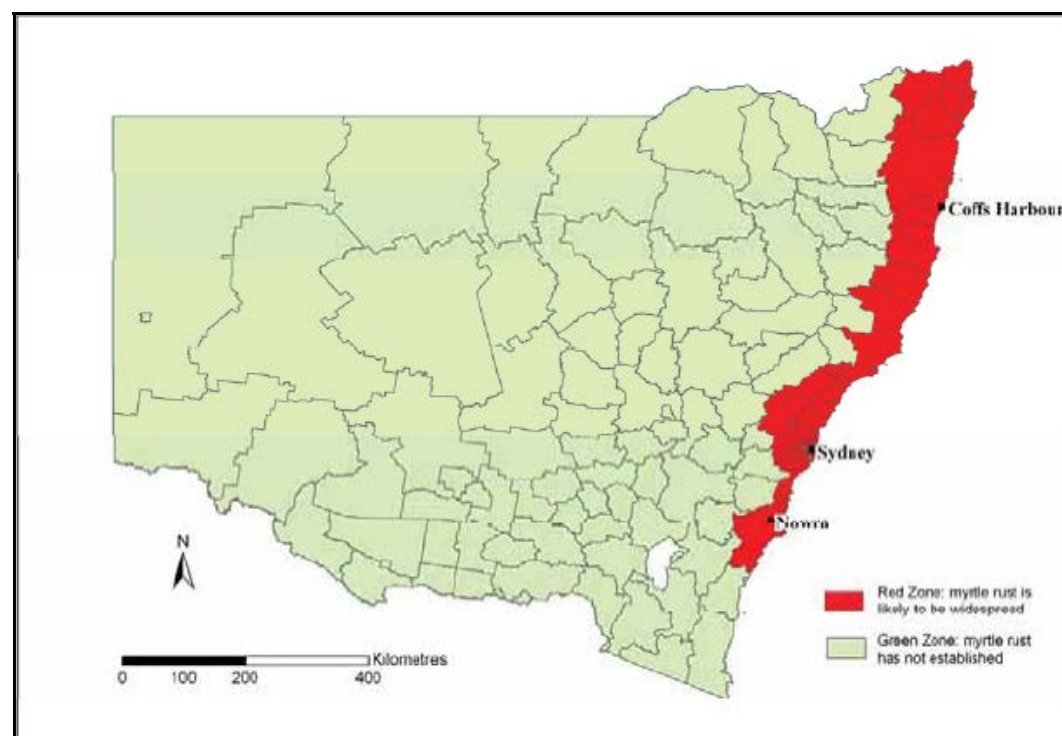 Coffs Harbour
Sydney
Nowra
N
Kilometres
0 100 200 400
Red Zone: myrtle rust is
likely to be widespread
Green Zone: myrtle rust
has not established